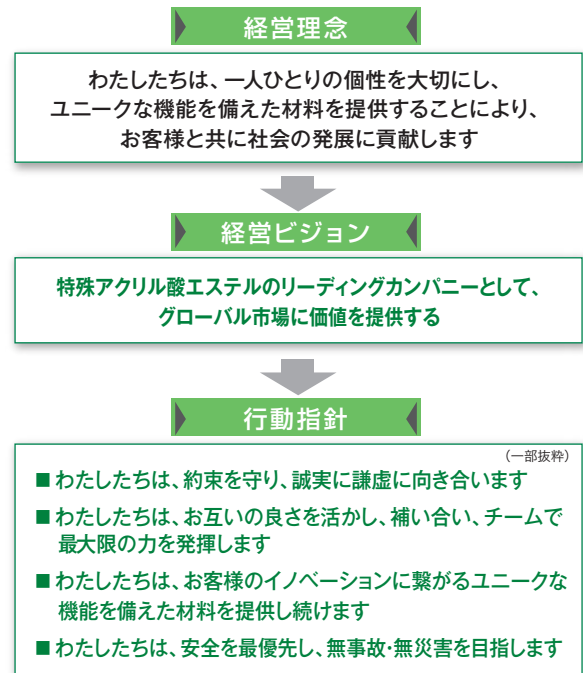 経営理念
わたしたちは、一人ひとりの個性を大切にし、
ユニークな機能を備えた材料を提供することにより、
お客様と共に社会の発展に貢献します
経営ビジョン
特殊アクリル酸エステルのリーディングカンパニーとして、
グローバル市場に価値を提供する
行動指針
（一部抜粋）
■わたしたちは、約束を守り、誠実に謙虚に向き合います
■わたしたちは、お互いの良さを活かし、補い合い、チームで
最大限の力を発揮します
■わたしたちは、お客様のイノベーションに繋がるユニークな
機能を備えた材料を提供し続けます
■わたしたちは、安全を最優先し、無事故・無災害を目指します